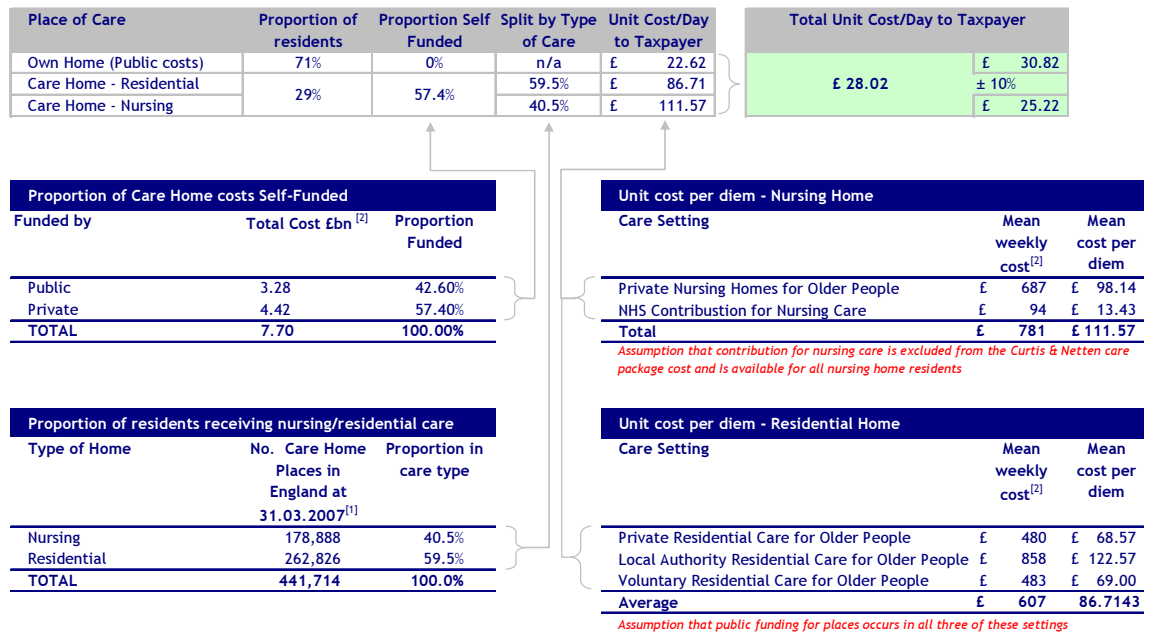 Place of Care Proportion of residents Proportion Self Funded Split by Type of Care Unit Cost/Day to Taxpayer
Own Home (Public costs) 71% 0% n/a £ 22.62
Care Home - Residential 29% 57.4% 59.5% £ 86.71
Care Home - Nursing 40.5% £ 111.57
Total Unit Cost/Day to Taxpayer
£ 28.02
£ 30.82
± 10%
£ 25.22
Proportion of Care Home costs Self-Funded
Funded by Total Cost £bn [2] Proportion Funded
Public 3.28 42.60%
Private 4.42 57.40%
TOTAL 7.70 100.00%
Unit cost per diem - Nursing Home
Care Setting Mean weekly cost[2] Mean cost per diem
Private Nursing Homes for Older People £ 687 £ 98.14
NHS Contribustion for Nursing Care £ 94 £ 13.43
Total £ 781 £ 111.57
Assumption that contribution for nursing care is excluded from the Curtis & Netten care
package cost and is available for all nursing home residents
Proportion of residents receiving nursing/residential care
Type of Home No. Care Home Places in England at 31.03.2007[1] Proportion in care type
Nursing 178,888 40.5%
Residential 262,826 59.5%
TOTAL 441,714 100.0%
Unit cost per diem - Residential Home
Care Setting Mean weekly cost[2] Mean cost per diem
Private Residential Care for Older People £ 480 £ 68.57
Local Authority Residential Care for Older People £ 858 £ 122.57
Voluntary Residential Care for Older People £ 483 £ 69.00
Average £ 607 86.7143
Assumption that public funding for places occurs in all three of these settings